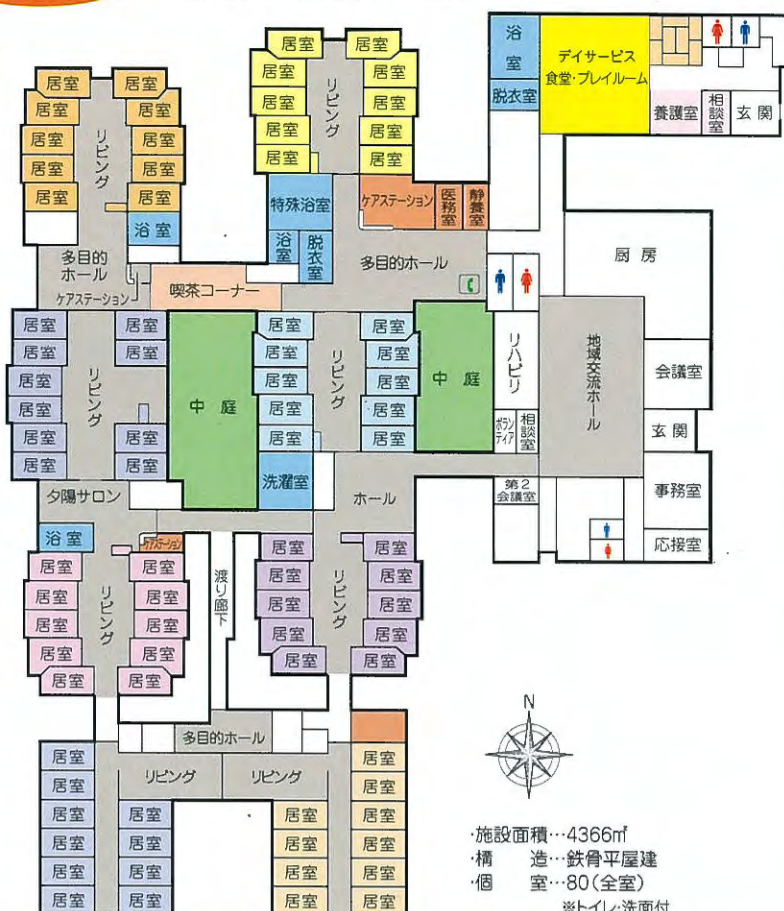 居室 居室
居室 居室
居室 居室
居室 居室
居室 居室
リビング
浴室
脱衣室
デイサービス
食堂・プレイルーム
養護室
相談室
玄関
居室 居室
居室 居室
居室 居室
居室 居室
居室 居室
リビング
浴室
多目的
ホール
ケアステーション
特殊浴室
浴室
脱衣室
ケアステーション
医務室
静養室
多目的ホール
喫茶コーナー
厨房
居室 居室
居室 居室
居室
居室
居室 居室
居室 居室
リビング
中庭
居室 居室
居室 居室
居室 居室
居室 居室
居室 居室
リビング
中庭
リハビリ
ボランティア
相談室
地域交流ホール
会議室
玄関
事務室
応接室
第2
会議室
夕陽サロン
洗濯室
ホール
浴室
ケアステーション
居室 居室
居室 居室
居室 居室
居室 居室
居室 居室
リビング
渡り廊下
居室 居室
居室 居室
居室 居室
居室 居室
居室 居室
リビング
多目的ホール
リビング リビング
居室 居室
居室 居室
居室 居室 居室 居室
居室 居室 居室 居室
居室 居室 居室 居室
居室 居室 居室 居室
N
・施設面積…4366㎡
・構　　造…鉄骨平屋建
・個　　室…80(全室)
※トイレ・洗面付